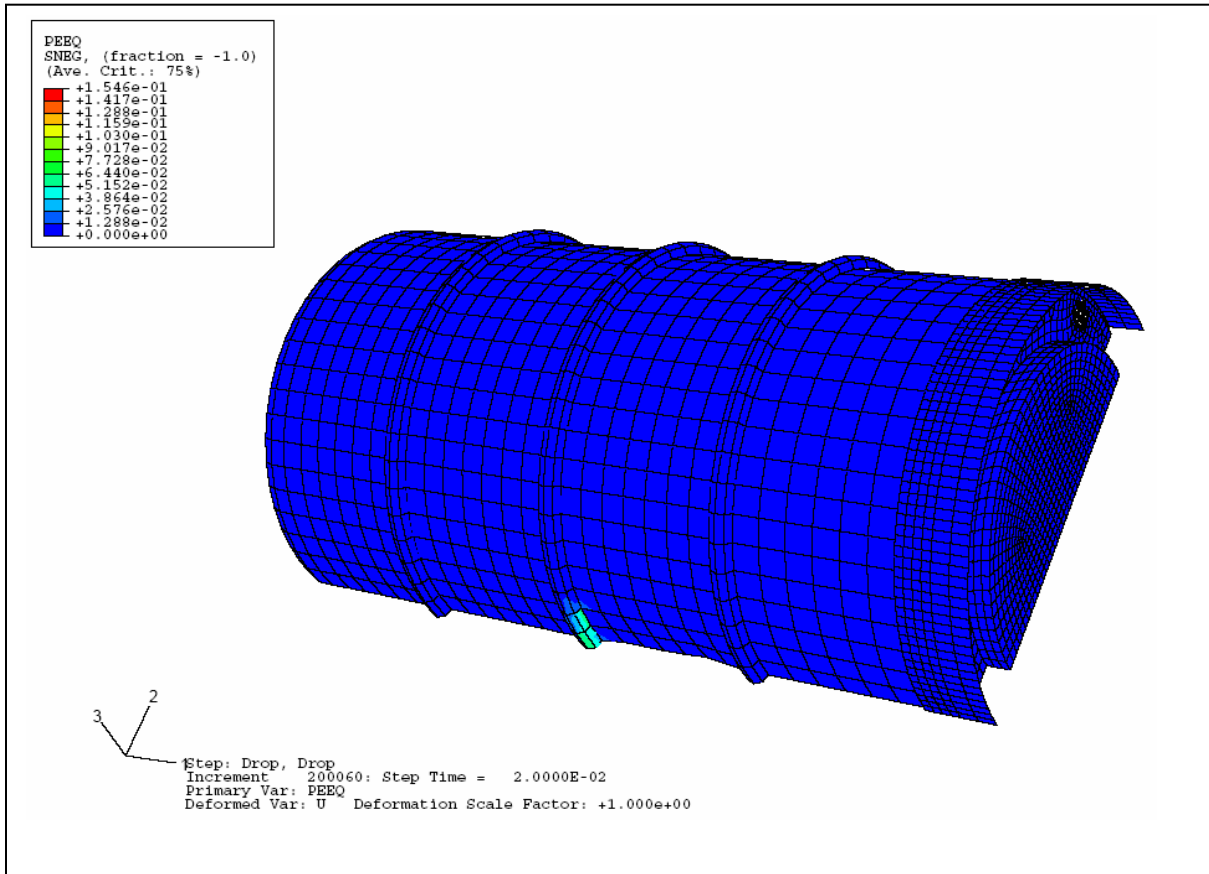 PEEQ
SNEG, (fraction = -1.0)
(Ave. Crit.: 75%)
+1.546e-01
+1.417e-01
+1.288e-01
+1.159e-01
+1.030e-01
+9.017e-02
+7.728e-02
+6.440e-02
+5.152e-02
+3.864e-02
+2.576e-02
+1.288e-02
+0.000e+00
2
3
1
Step: Drop, Drop
Increment 200060: Step Time = 2.0000E-02
Primary Var: PEEQ
Deformed Var: U Deformation Scale Factor: +1.000e+00